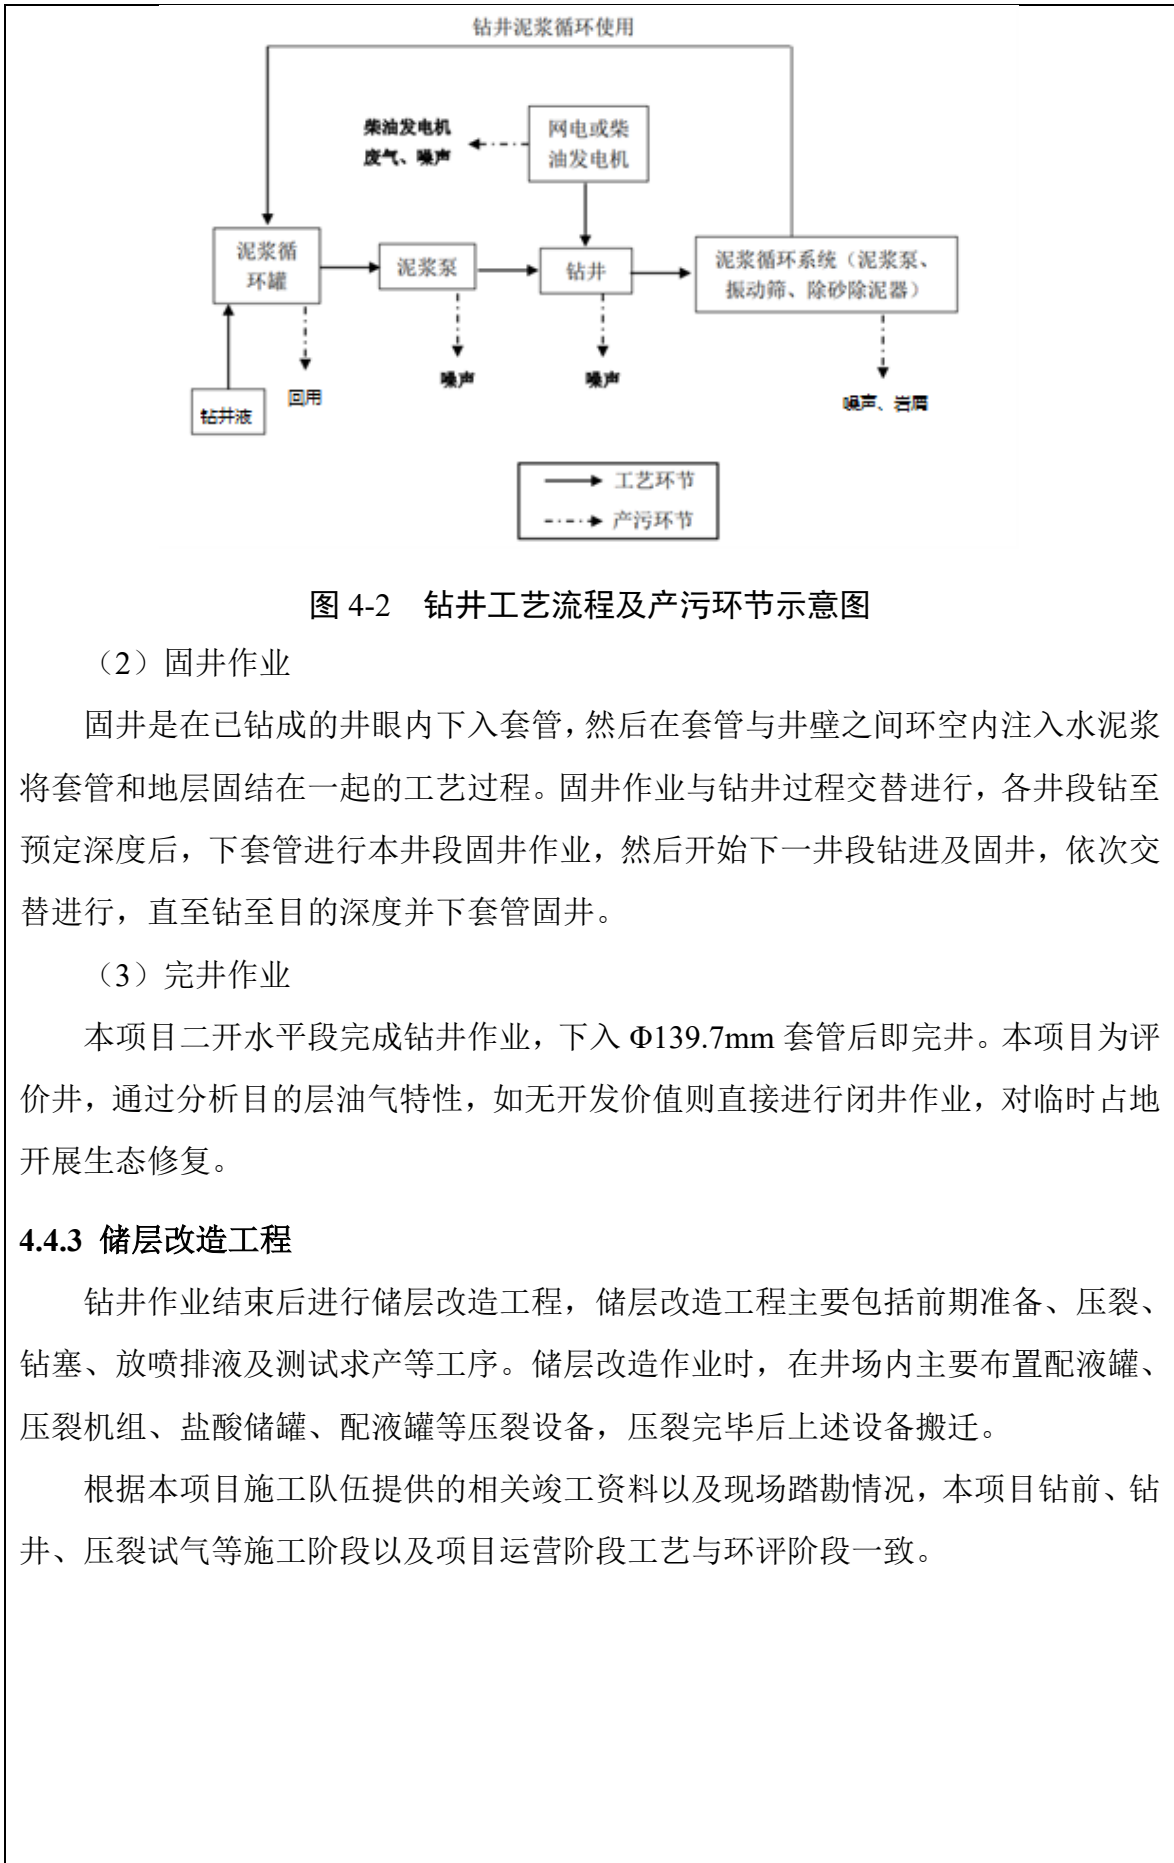 钻井泥浆循环使用
柴油发电机
废气、噪声
网电或柴
油发电机
泥浆循
环罐
泥浆泵
钻井
泥浆循环系统（泥浆泵、
振动筛、除砂除泥器）
钻井液
回用
噪声
噪声
噪声、岩屑
工艺环节
产污环节
图 4-2 钻井工艺流程及产污环节示意图
（2）固井作业
固井是在已钻成的井眼内下入套管，然后在套管与井壁之间环空内注入水泥浆
将套管和地层固结在一起的工艺过程。固井作业与钻井过程交替进行，各井段钻至
预定深度后，下套管进行本井段固井作业，然后开始下一井段钻进及固井，依次交
替进行，直至钻至目的深度并下套管固井。
（3）完井作业
本项目二开水平段完成钻井作业，下入 Φ139.7mm 套管后即完井。本项目为评
价井，通过分析目的层油气特性，如无开发价值则直接进行闭井作业，对临时占地
开展生态修复。
4.4.3 储层改造工程
钻井作业结束后进行储层改造工程，储层改造工程主要包括前期准备、压裂、
钻塞、放喷排液及测试求产等工序。储层改造作业时，在井场内主要布置配液罐、
压裂机组、盐酸储罐、配液罐等压裂设备，压裂完毕后上述设备搬迁。
根据本项目施工队伍提供的相关竣工资料以及现场踏勘情况，本项目钻前、钻
井、压裂试气等施工阶段以及项目运营阶段工艺与环评阶段一致。